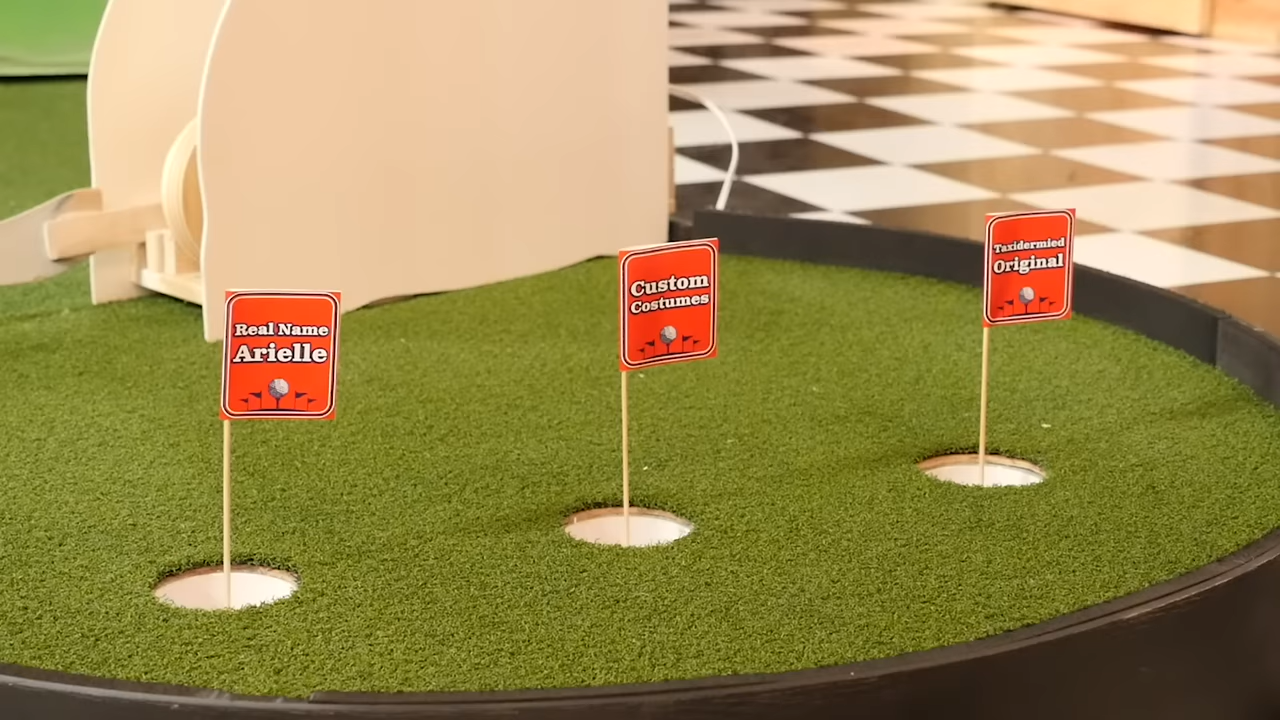 Real Name
Arielle
Custom
Costumes
Taxidermied
Original